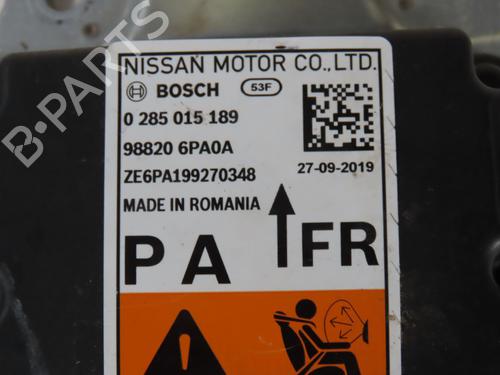 NISSAN MOTOR CO.,LTD.
BOSCH 53F
0 285 015 189
98820 6PA0A
ZE6PA199270348
27-09-2019
MADE IN ROMANIA
PA FR
B-PARTS